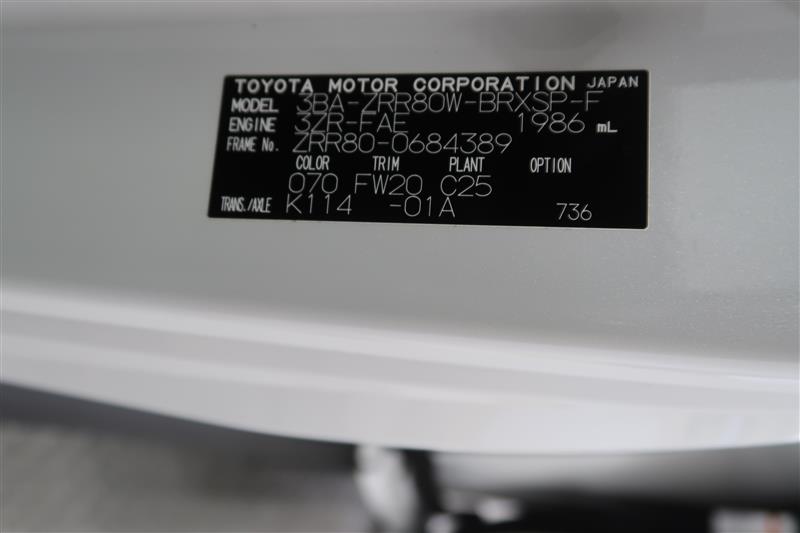 TOYOTA MOTOR CORPORATION JAPAN
MODEL 3BA-ZRR80W-BRXSP-F
ENGINE 3ZR-FAE 1986 mL
FRAME No. ZRR80-0684389
COLOR TRIM PLANT OPTION
070 FW20 C25
TRANS./AXLE K114 -01A 736